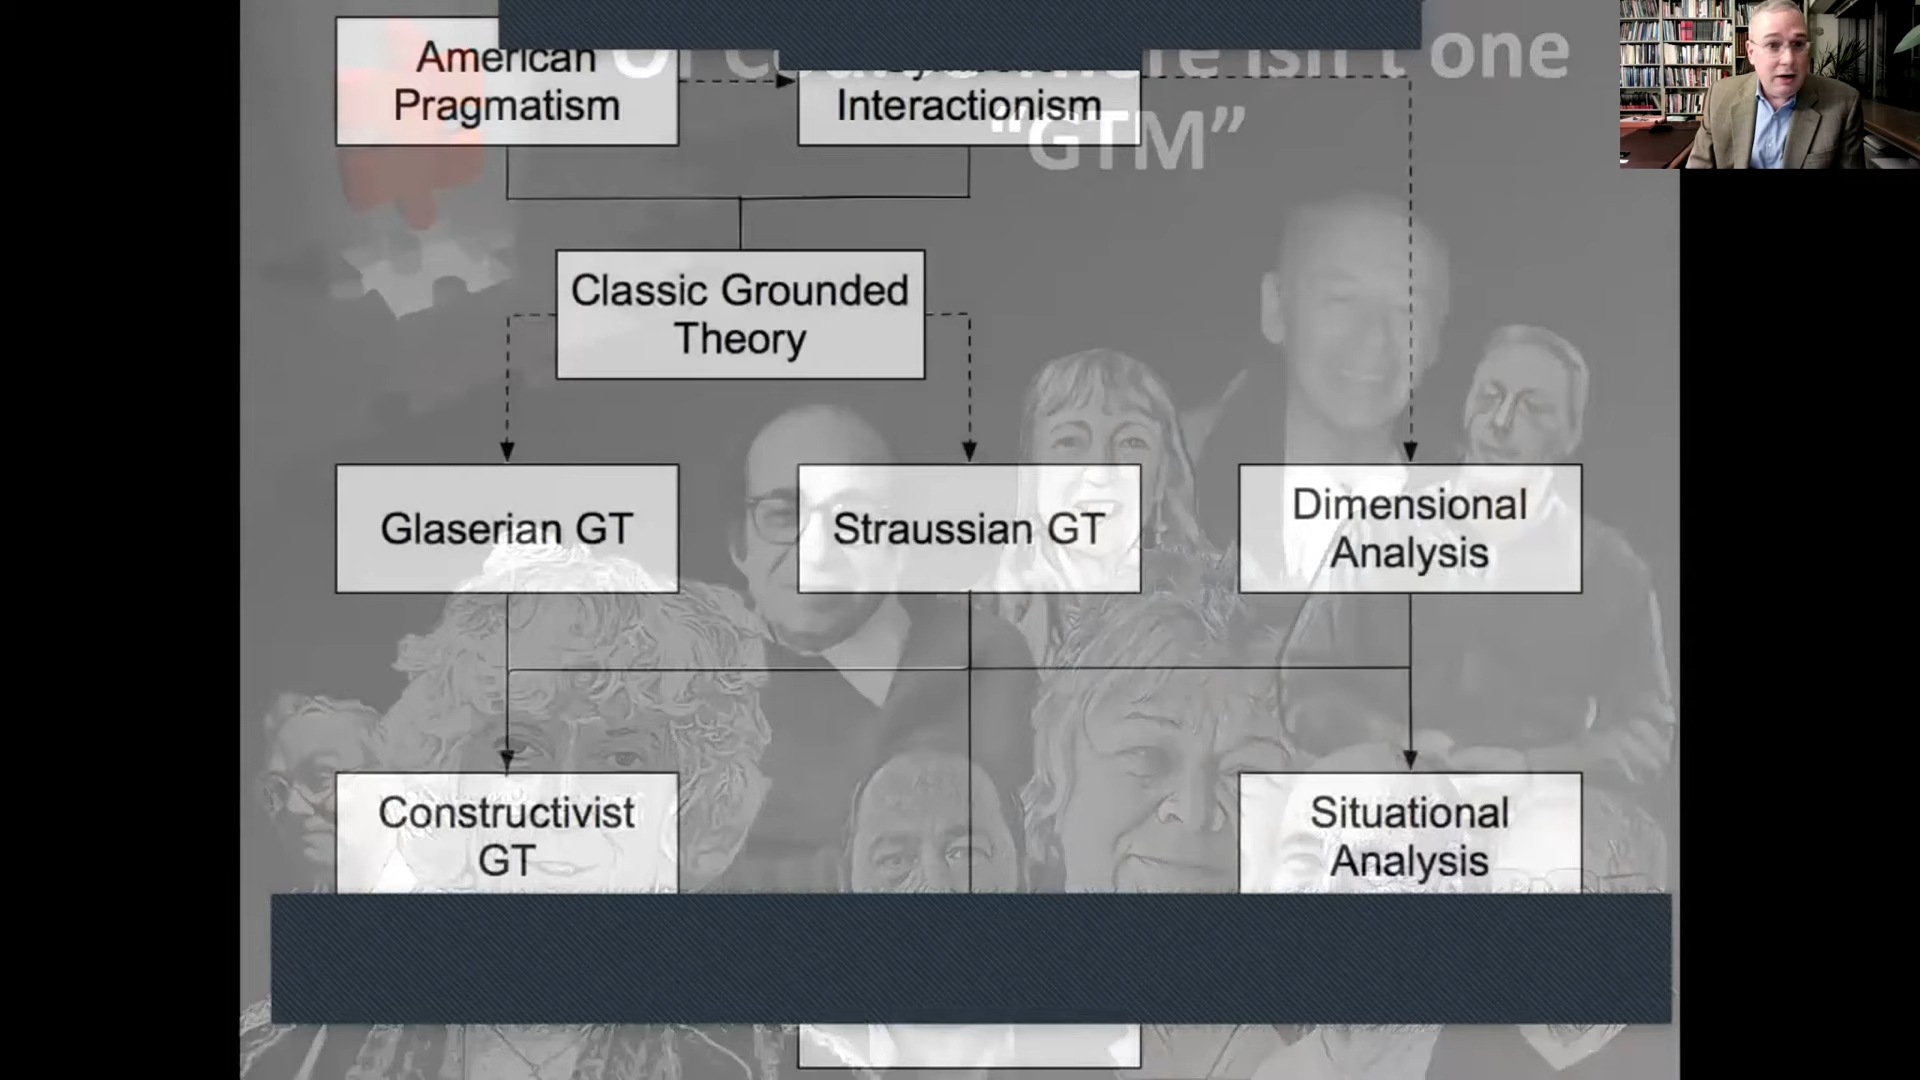 one
"GTM"
American
Pragmatism
Interactionism
Classic Grounded
Theory
Glaserian GT
Straussian GT
Dimensional
Analysis
Constructivist
GT
Situational
Analysis